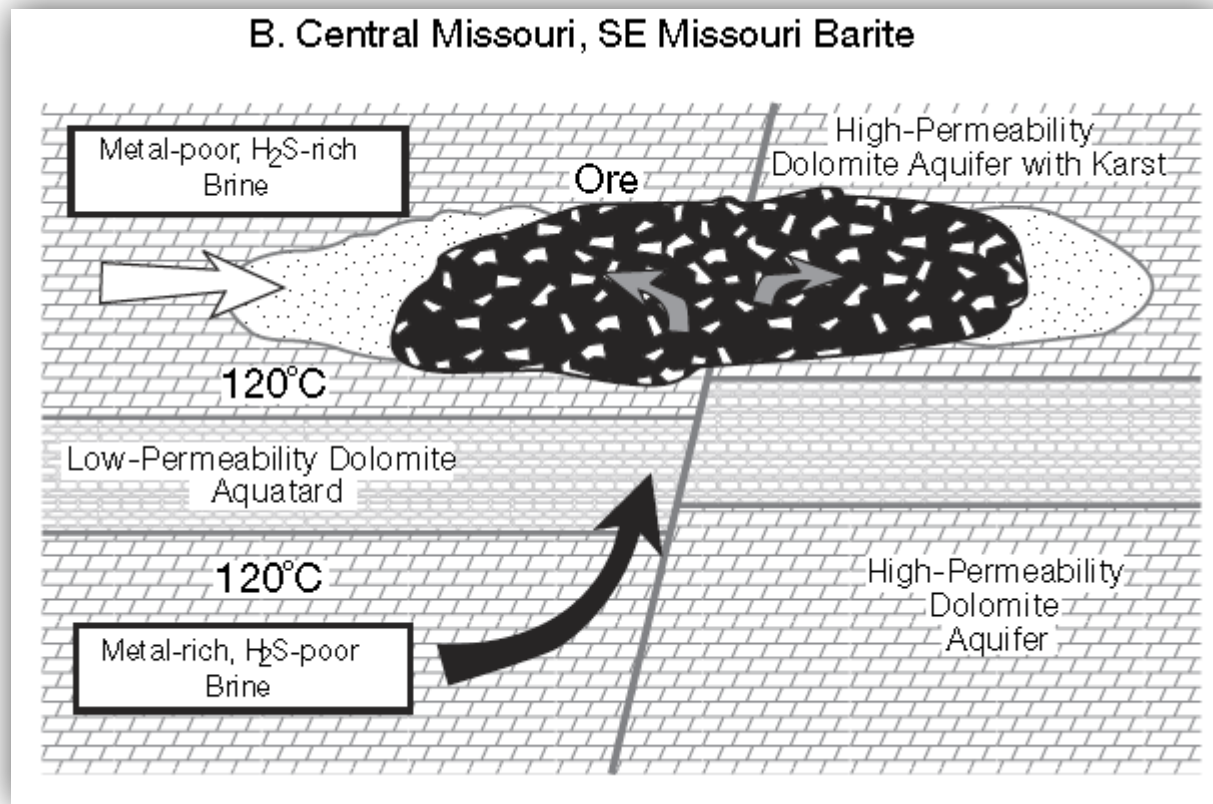 B. Central Missouri, SE Missouri Barite
Metal-poor, H₂S-rich
Brine
High-Permeability
Dolomite Aquifer with Karst
Ore
120°C
Low-Permeability Dolomite
Aquatard
120°C
High-Permeability
Dolomite
Aquifer
Metal-rich, H₂S-poor
Brine